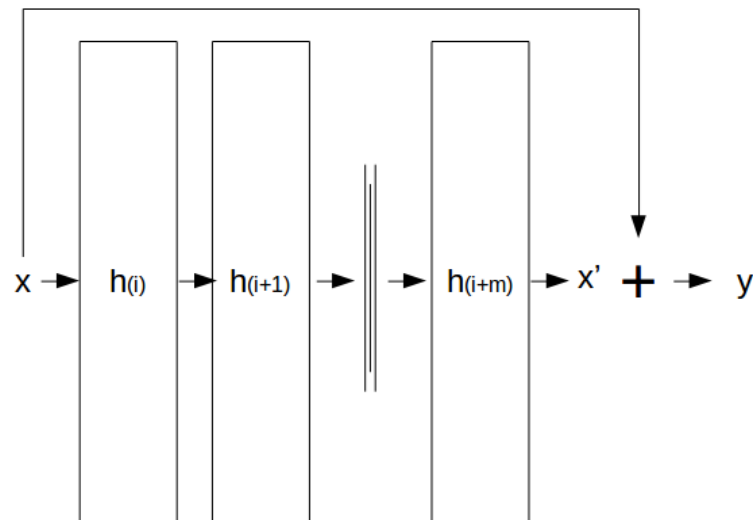 x h(i) h(i+1) h(i+m) x’ + y